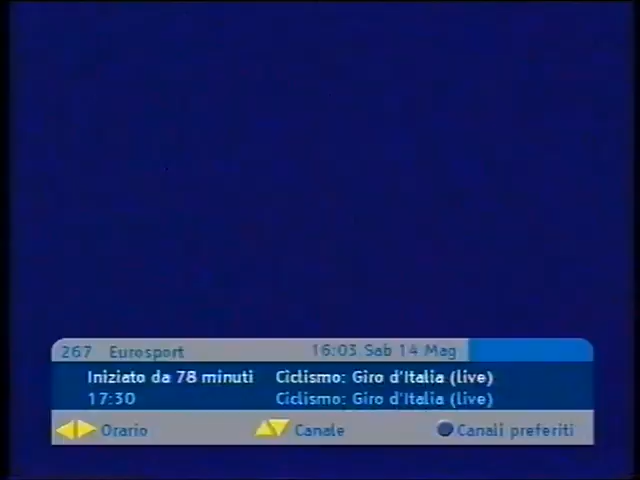 267 Eurosport 16:03 Sab 14 Mag
Iniziato da 78 minuti Ciclismo: Giro d'Italia (live)
17:30 Ciclismo: Giro d'Italia (live)
Orario Canale Canali preferiti